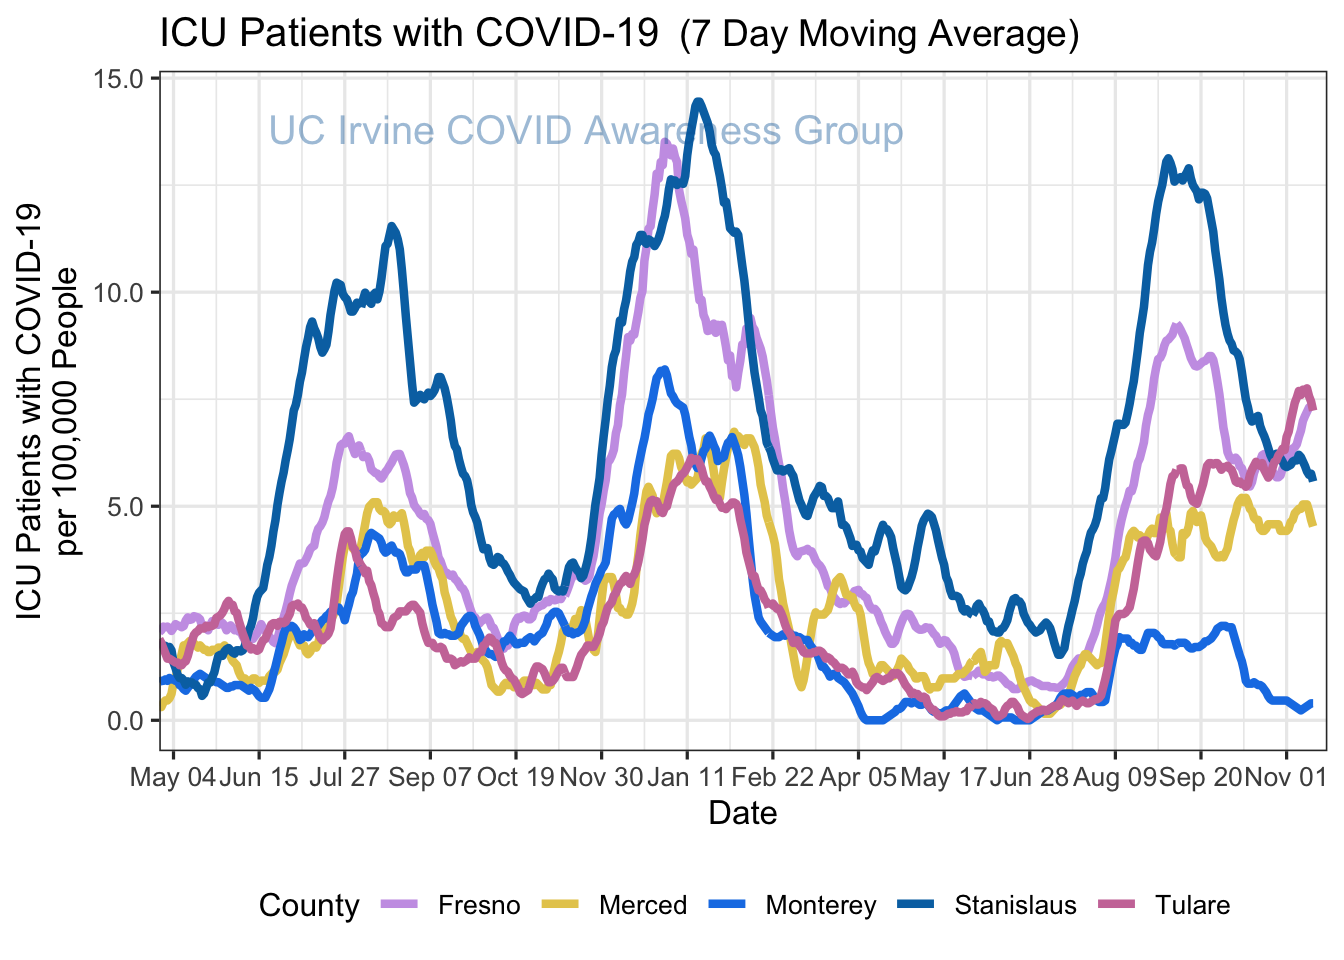 ICU Patients with COVID-19 (7 Day Moving Average)
UC Irvine COVID Awareness Group
ICU Patients with COVID-19
per 100,000 People
15.0
10.0
5.0
0.0
May 04 Jun 15 Jul 27 Sep 07 Oct 19 Nov 30 Jan 11 Feb 22 Apr 05 May 17 Jun 28 Aug 09 Sep 20 Nov 01
Date
County Fresno Merced Monterey Stanislaus Tulare